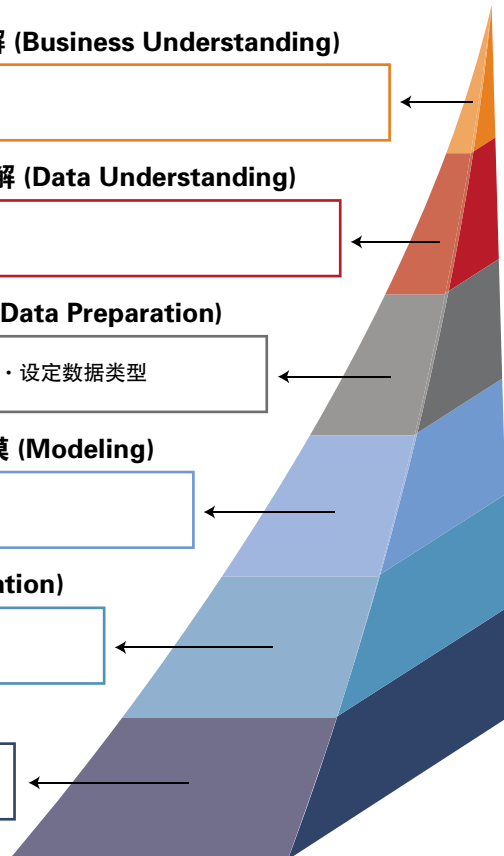 解 (Business Understanding)
解 (Data Understanding)
Data Preparation)
· 设定数据类型
模 (Modeling)
ation)